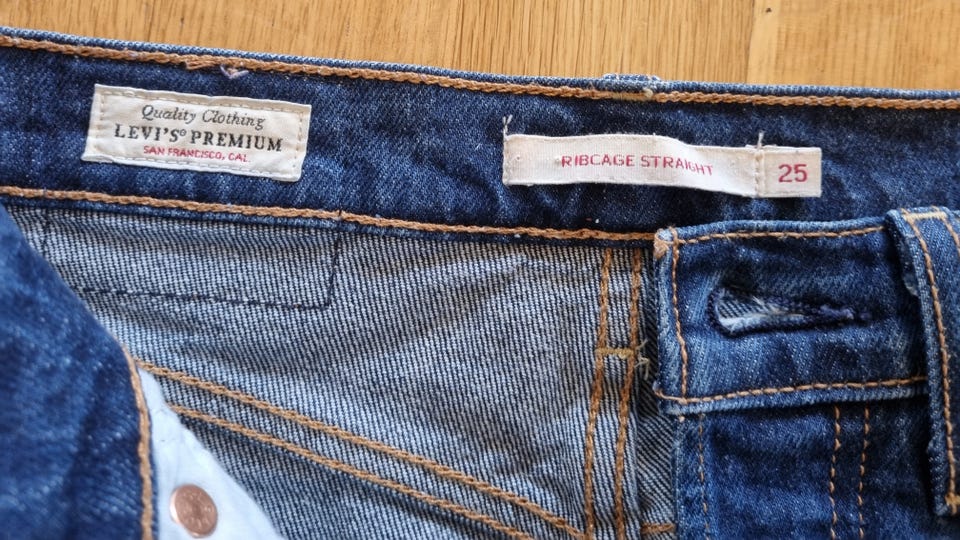 Quality Clothing
LEVI'S® PREMIUM
SAN FRANCISCO, CAL.
RIBCAGE STRAIGHT
25